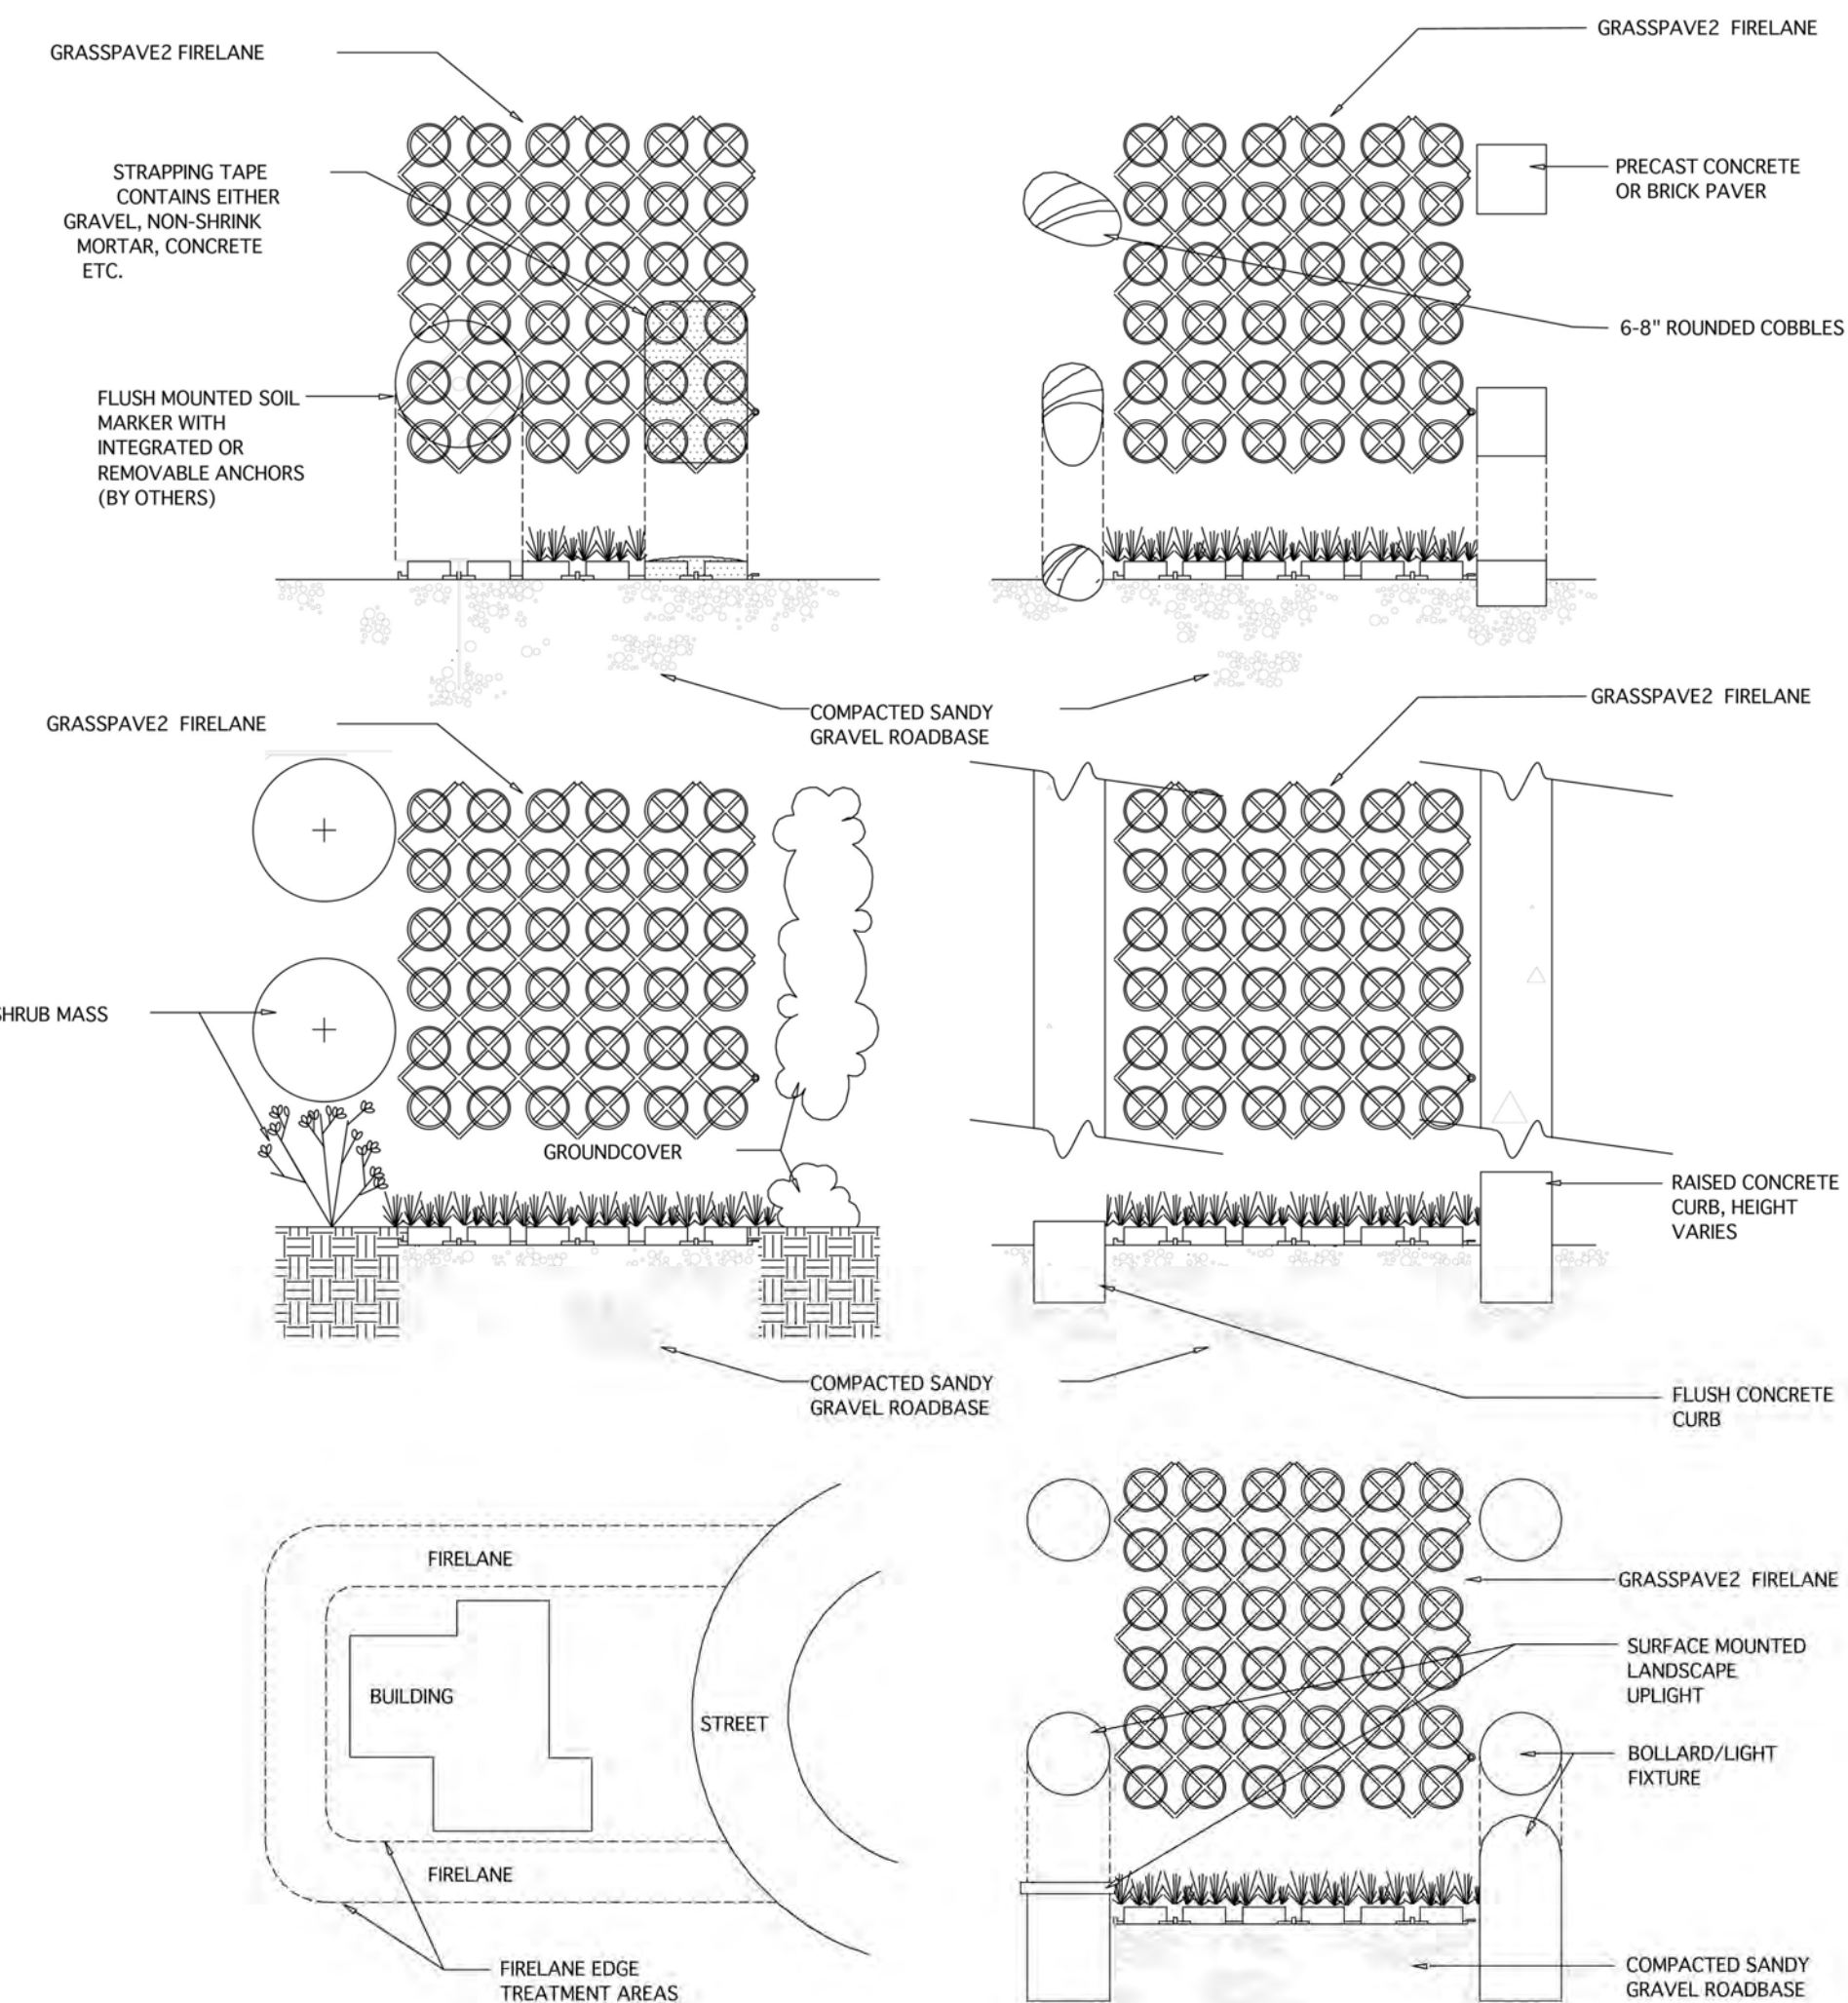 GRASSPAVE2 FIRELANE
STRAPPING TAPE
CONTAINS EITHER
GRAVEL, NON-SHRINK
MORTAR, CONCRETE
ETC.
FLUSH MOUNTED SOIL
MARKER WITH
INTEGRATED OR
REMOVABLE ANCHORS
(BY OTHERS)
GRASSPAVE2 FIRELANE
PRECAST CONCRETE
OR BRICK PAVER
6-8" ROUNDED COBBLES
COMPACTED SANDY
GRAVEL ROADBASE
GRASSPAVE2 FIRELANE
SHRUB MASS
GROUNDCOVER
GRASSPAVE2 FIRELANE
RAISED CONCRETE
CURB, HEIGHT
VARIES
COMPACTED SANDY
GRAVEL ROADBASE
FLUSH CONCRETE
CURB
FIRELANE
BUILDING
STREET
FIRELANE
FIRELANE EDGE
TREATMENT AREAS
GRASSPAVE2 FIRELANE
SURFACE MOUNTED
LANDSCAPE
UPLIGHT
BOLLARD/LIGHT
FIXTURE
COMPACTED SANDY
GRAVEL ROADBASE